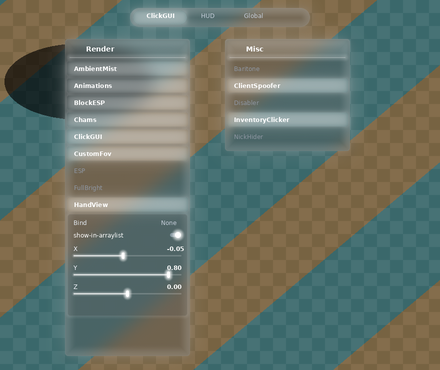 ClickGUI HUD Global
Render
AmbientMist
Animations
BlockESP
Chams
ClickGUI
CustomFov
ESP
FullBright
HandView
Bind None
show-in-arraylist
X -0.05
Y 0.80
Z 0.00
Misc
Baritone
ClientSpoofer
Disabler
InventoryClicker
NickHider